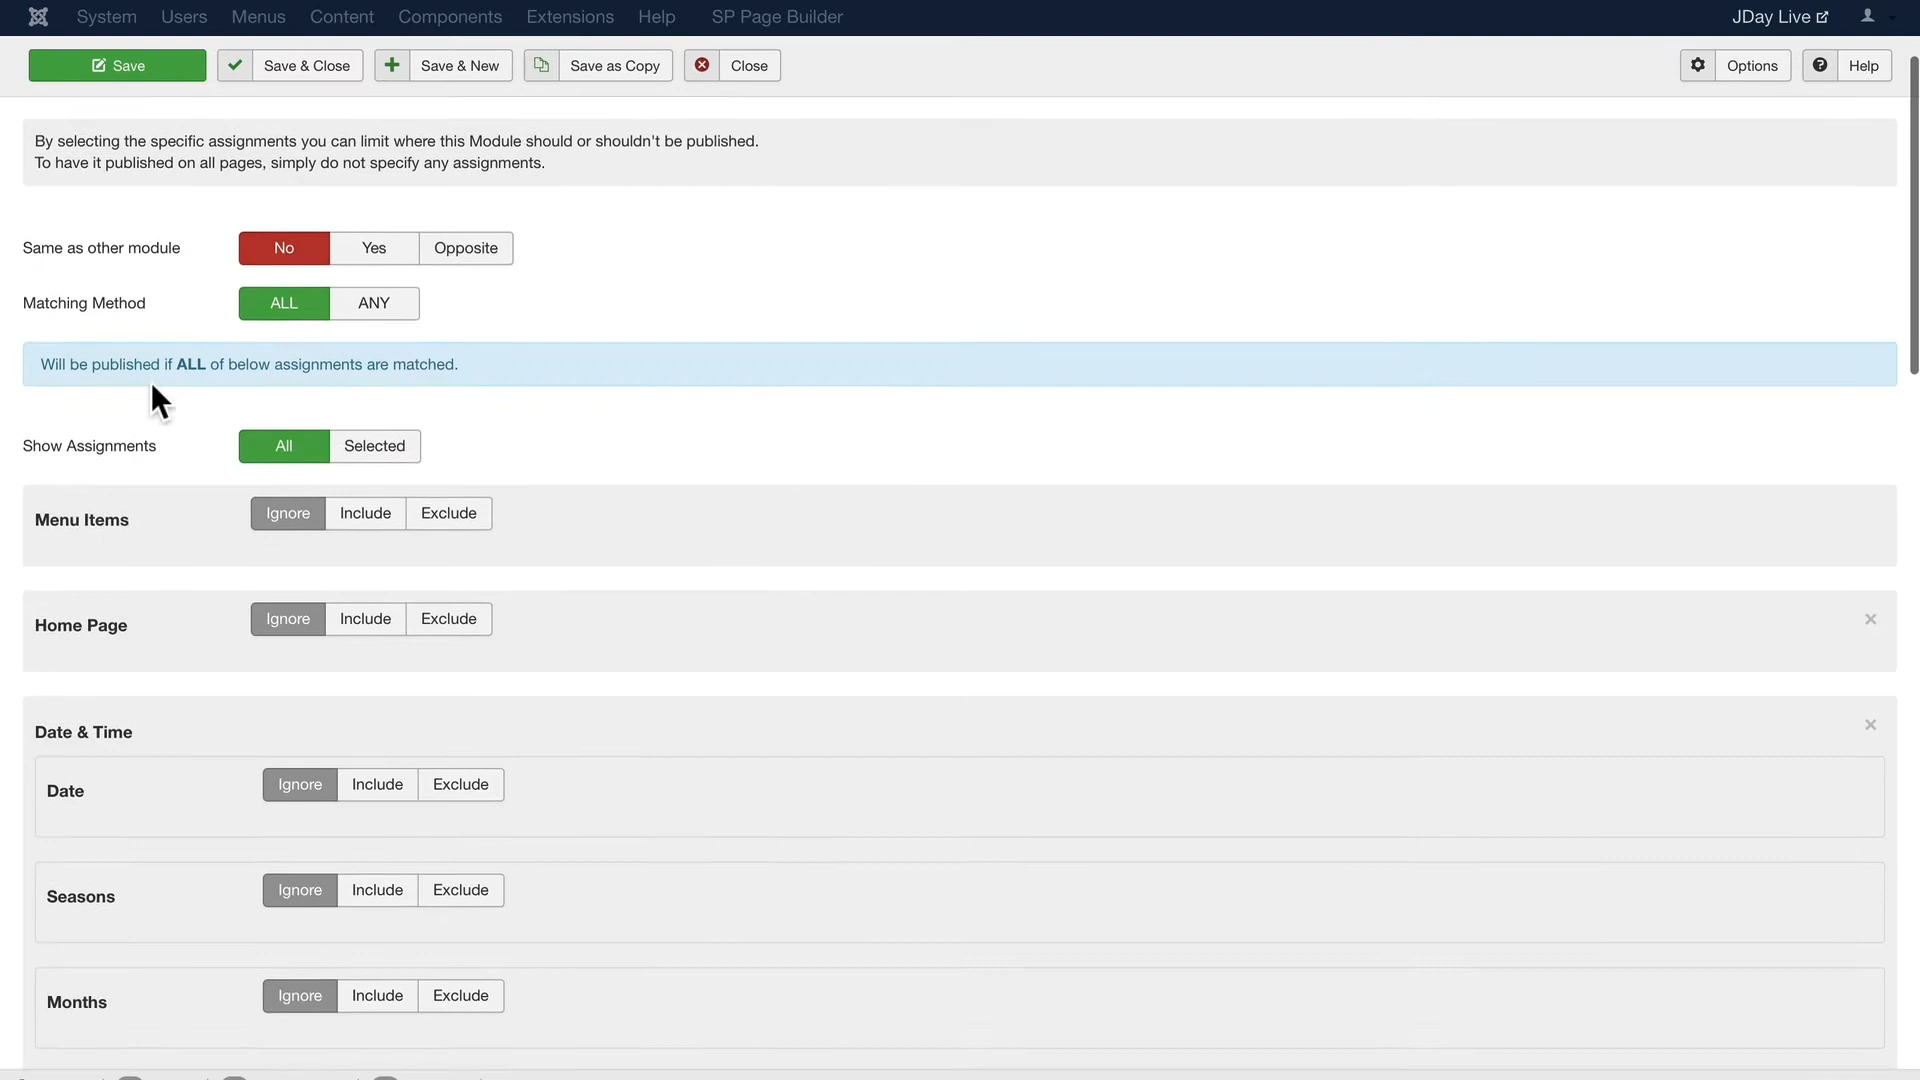 System Users Menus Content Components Extensions Help SP Page Builder JDay Live
Save Save & Close Save & New Save as Copy Close Options Help
By selecting the specific assignments you can limit where this Module should or shouldn't be published.
To have it published on all pages, simply do not specify any assignments.
Same as other module No Yes Opposite
Matching Method ALL ANY
Will be published if ALL of below assignments are matched.
Show Assignments All Selected
Menu Items Ignore Include Exclude
Home Page Ignore Include Exclude
Date & Time
Date Ignore Include Exclude
Seasons Ignore Include Exclude
Months Ignore Include Exclude